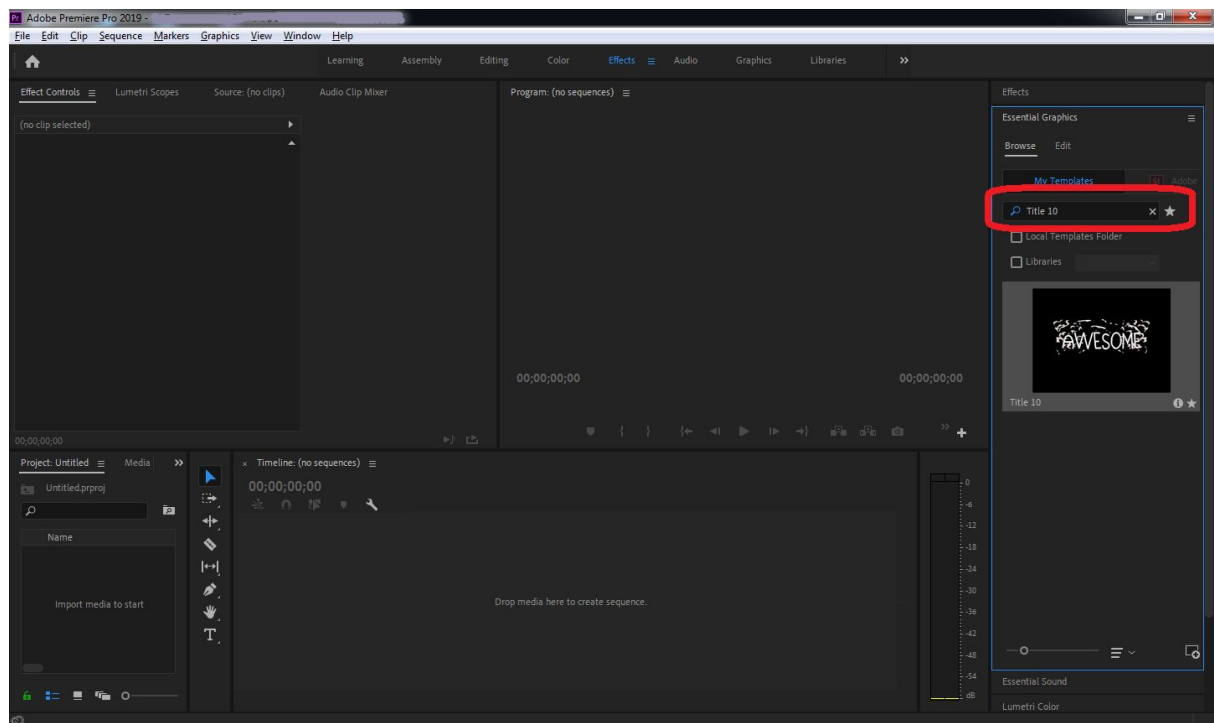 Pr Adobe Premiere Pro 2019 -
File Edit Clip Sequence Markers Graphics View Window Help
Learning Assembly Editing Color Effects Audio Graphics Libraries
Effect Controls Lumetri Scopes Source: (no clips) Audio Clip Mixer
(no clip selected)
00;00;00;00
Program: (no sequences)
00;00;00;00 00;00;00;00
Effects
Essential Graphics
Browse Edit
My Templates St Adobe
Title 10
Local Templates Folder
Libraries
AWESOME
Title 10
Project: Untitled Media
Untitled.prproj
Name
Import media to start
T
× Timeline: (no sequences)
00;00;00;00
Drop media here to create sequence.
0
-6
-12
-18
-24
-30
-36
-42
-48
-54
dB
Essential Sound
Lumetri Color